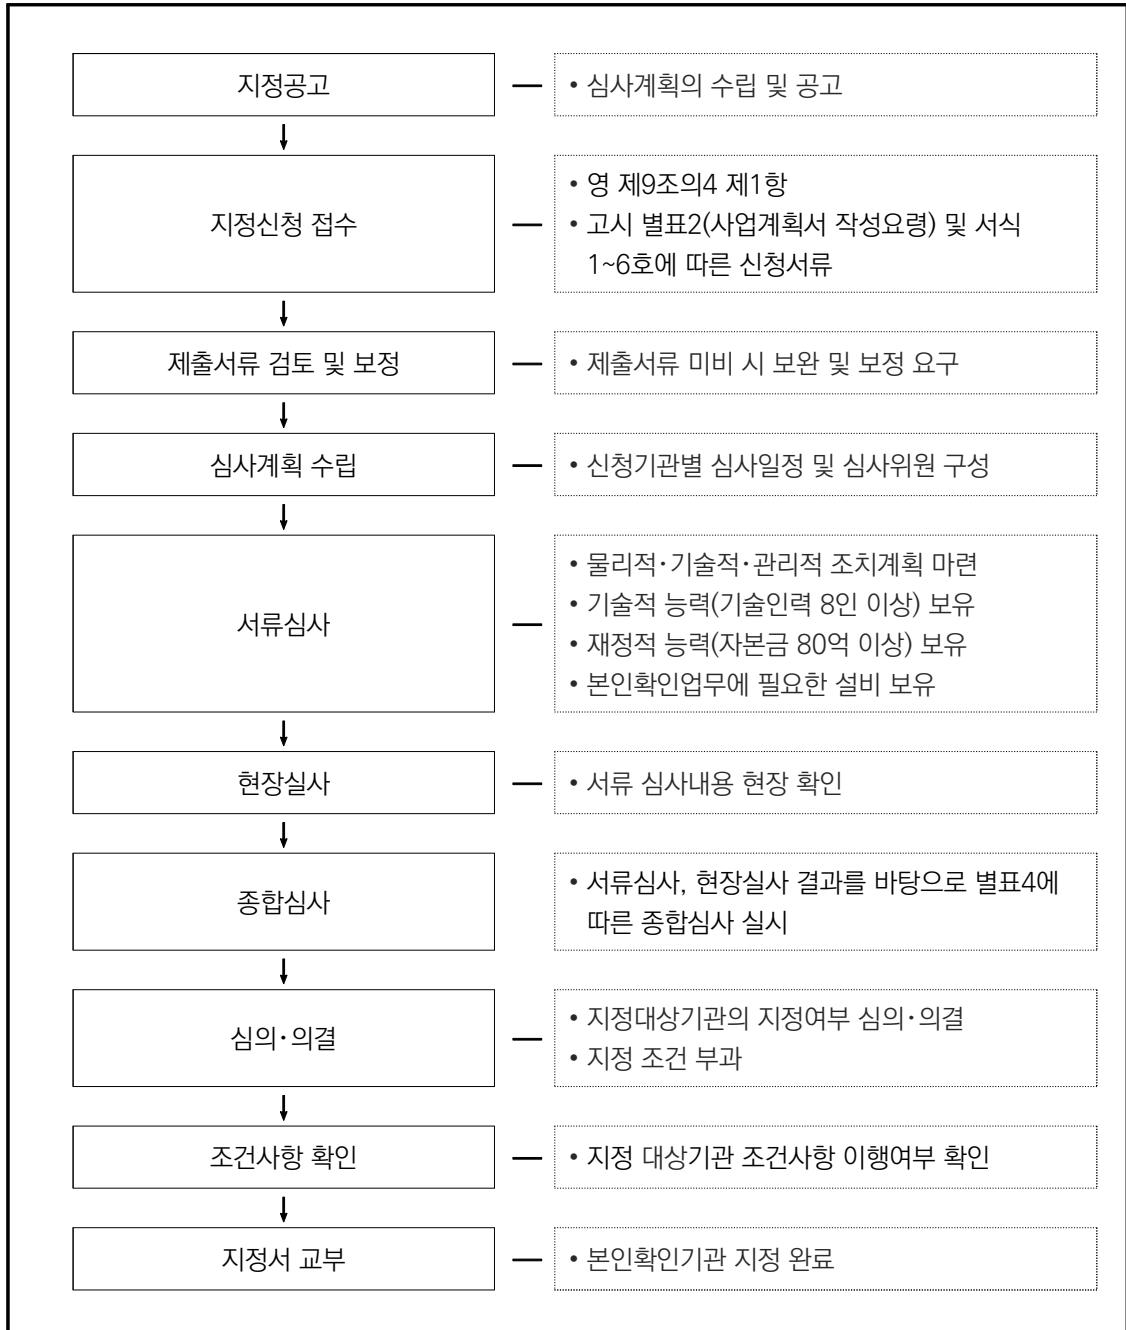 지정공고
• 심사계획의 수립 및 공고
지정신청 접수
• 영 제9조의4 제1항
• 고시 별표2(사업계획서 작성요령) 및 서식
1~6호에 따른 신청서류
제출서류 검토 및 보정
• 제출서류 미비 시 보완 및 보정 요구
심사계획 수립
• 신청기관별 심사일정 및 심사위원 구성
서류심사
• 물리적·기술적·관리적 조치계획 마련
• 기술적 능력(기술인력 8인 이상) 보유
• 재정적 능력(자본금 80억 이상) 보유
• 본인확인업무에 필요한 설비 보유
현장실사
• 서류 심사내용 현장 확인
종합심사
• 서류심사, 현장실사 결과를 바탕으로 별표4에
따른 종합심사 실시
심의·의결
• 지정대상기관의 지정여부 심의·의결
• 지정 조건 부과
조건사항 확인
• 지정 대상기관 조건사항 이행여부 확인
지정서 교부
• 본인확인기관 지정 완료